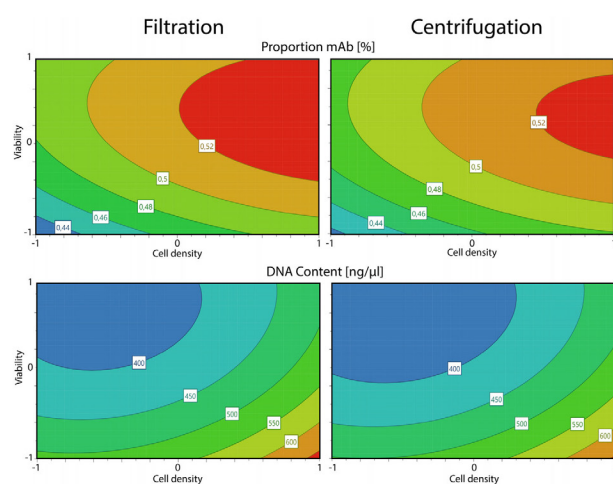 Filtration Centrifugation
Proportion mAb [%]
1 1
Viability 0
0,52 0,52
0,5 0,5
0,48 0,48
0,46 0,46
0,44 0,44
-1
-1 0 1 -1 0 1
Cell density Cell density
DNA Content [ng/µl]
1
Viability 0
400 400
450 450
500 500
550 550
600 600
-1
-1 0 1 -1 0 1
Cell density Cell density